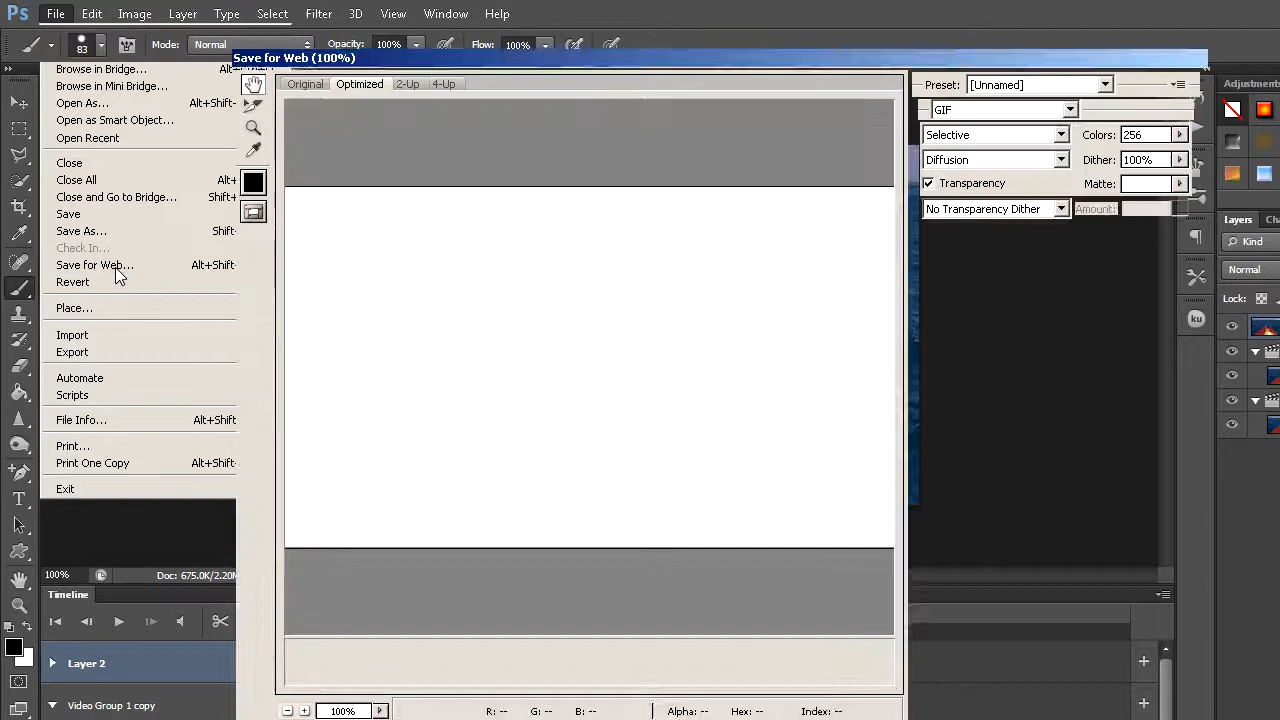 Ps File Edit Image Layer Type Select Filter 3D View Window Help
83 Mode: Normal Opacity: 100% Flow: 100%
Save for Web (100%)
Browse in Bridge...
Browse in Mini Bridge...
Open As... Alt+Shift-
Open as Smart Object...
Open Recent
Close
Close All Alt+
Close and Go to Bridge... Shift+
Save
Save As... Shift-
Check In...
Save for Web... Alt+Shift-
Revert
Place...
Import
Export
Automate
Scripts
File Info... Alt+Shift-
Print...
Print One Copy Alt+Shift-
Exit
Original Optimized 2-Up 4-Up
Preset: [Unnamed]
GIF
Selective Colors: 256
Diffusion Dither: 100%
Transparency Matte:
No Transparency Dither Amount:
Adjustments
Layers
Kind
Normal
Lock:
ku
100% Doc: 675.0K/2.20M
Timeline
Layer 2
Video Group 1 copy
100% R: -- G: -- B: -- Alpha: -- Hex: -- Index: --